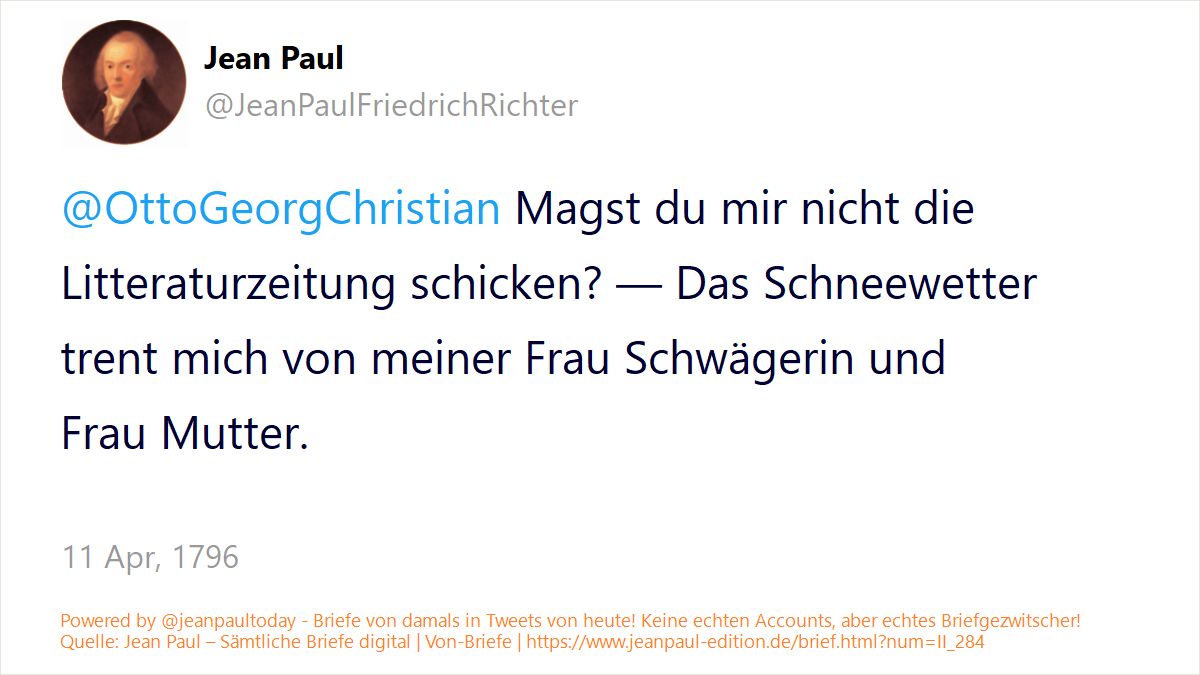 Jean Paul
@JeanPaulFriedrichRichter
@OttoGeorgChristian Magst du mir nicht die
Litteraturzeitung schicken? — Das Schneewetter
trent mich von meiner Frau Schwägerin und
Frau Mutter.
11 Apr, 1796
Powered by @jeanpaultoday - Briefe von damals in Tweets von heute! Keine echten Accounts, aber echtes Briefgezwitscher!
Quelle: Jean Paul – Sämtliche Briefe digital | Von-Briefe | https://www.jeanpaul-edition.de/brief.html?num=II_284